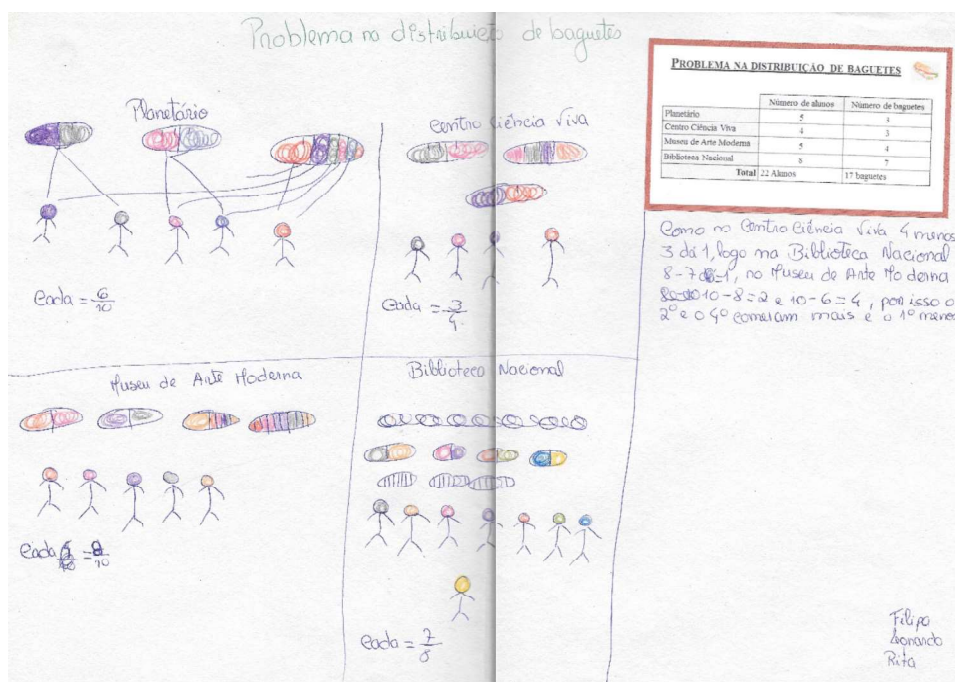 Problema na distribuição de baguetes
Planetário
Cada = 6/10
Centro Ciência Viva
Cada = 3/4
Museu de Arte Moderna
Cada = 8/10
Biblioteca Nacional
Cada = 7/8
PROBLEMA NA DISTRIBUIÇÃO DE BAGUETES
Número de alunos Número de baguetes
Planetário 5
Centro Ciência Viva 4 3
Museu de Arte Moderna 5 4
Biblioteca Nacional 8 7
Total 22 Alunos 17 baguetes
Como no Centro Ciência Viva 4 menos
3 dá 1, logo na Biblioteca Nacional
8-7 =1, no Museu de Arte Moderna
10-8=2 e 10-6=4, por isso o
2º e o 4º comeram mais e o 1º menos
Filipa
Leonardo
Rita